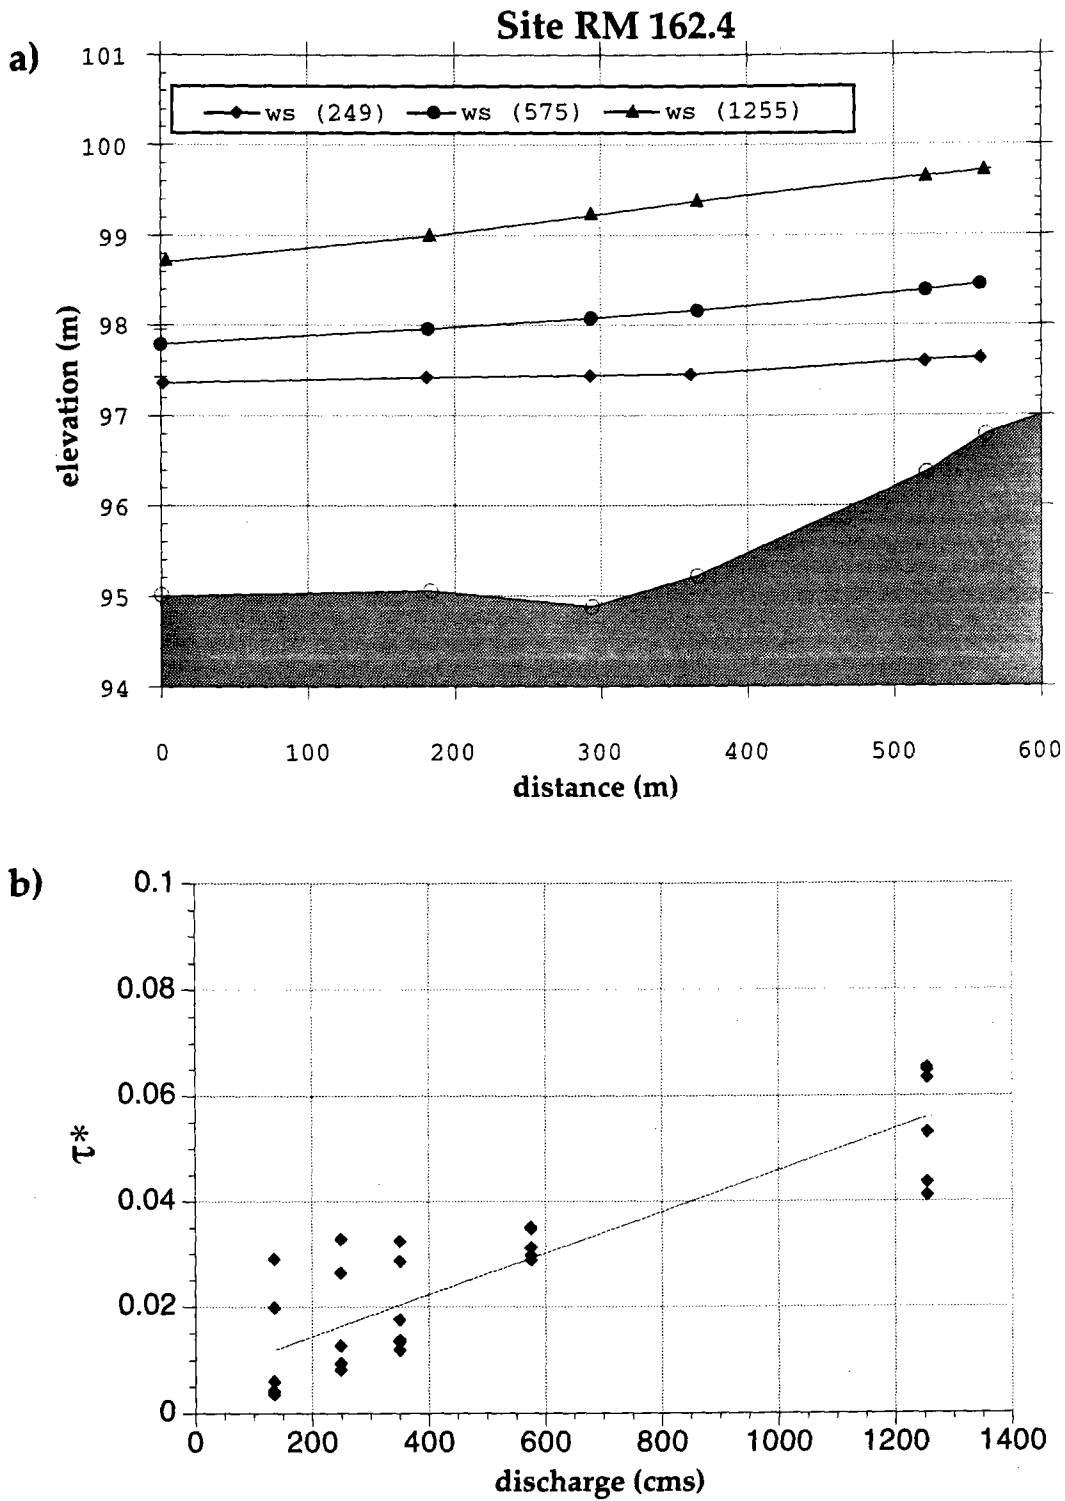 Site RM 162.4
a)
101
ws (249) ws (575) ws (1255)
100
99
98
97
96
95
94
elevation (m)
0 100 200 300 400 500 600
distance (m)
b)
0.1
0.08
0.06
0.04
0.02
0
τ*
0 200 400 600 800 1000 1200 1400
discharge (cms)